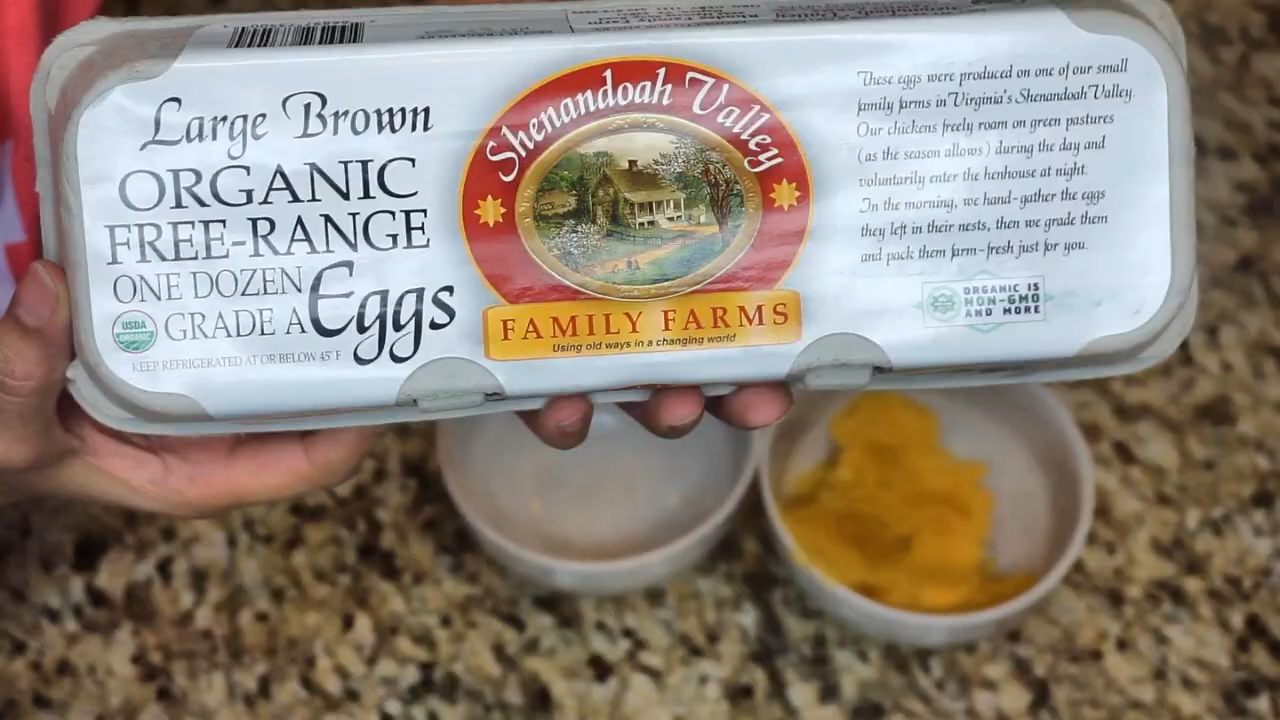 Large Brown
ORGANIC
FREE-RANGE
ONE DOZEN
GRADE A Eggs
USDA
ORGANIC
KEEP REFRIGERATED AT OR BELOW 45° F
Shenandoah Valley
FAMILY FARMS
Using old ways in a changing world
These eggs were produced on one of our small
family farms in Virginia's Shenandoah Valley.
Our chickens freely roam on green pastures
(as the season allows) during the day and
voluntarily enter the henhouse at night.
In the morning, we hand-gather the eggs
they left in their nests, then we grade them
and pack them farm-fresh just for you.
ORGANIC IS
NON-GMO
AND MORE